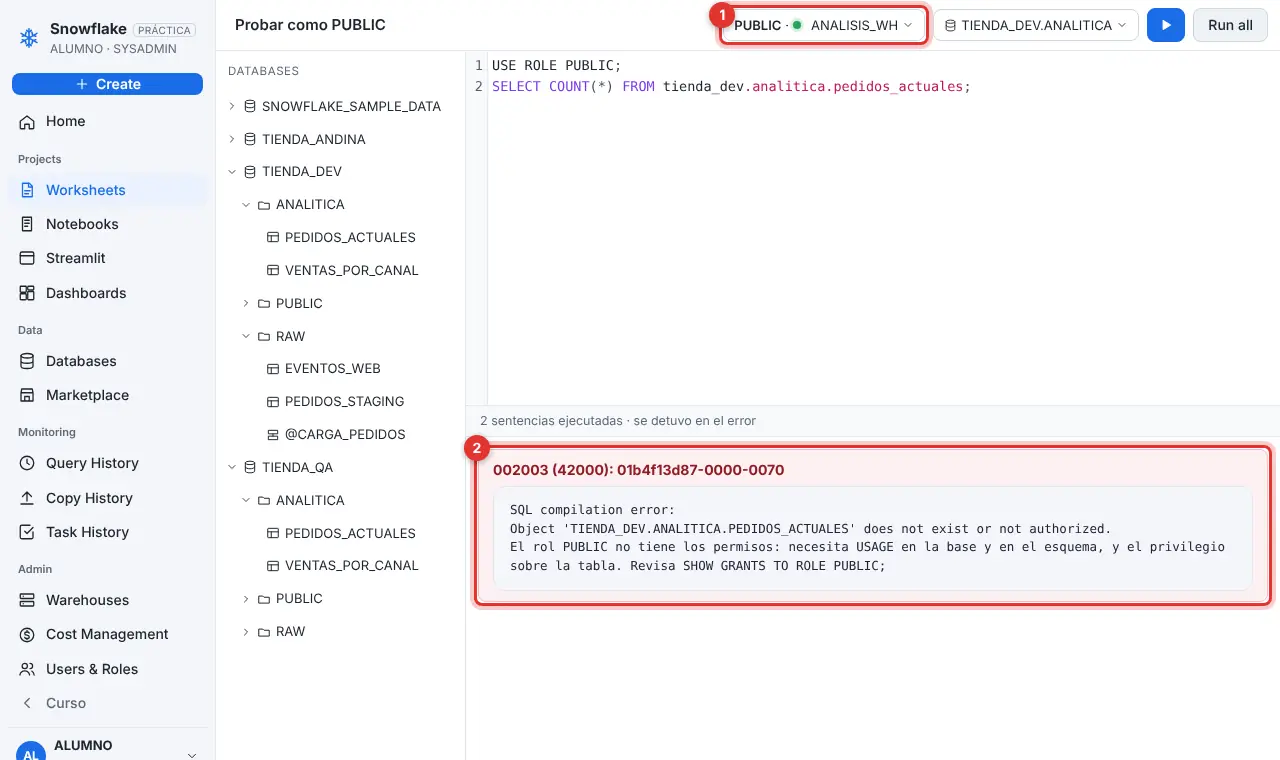 Snowflake PRÁCTICA
ALUMNO · SYSADMIN
+ Create
Home
Projects
Worksheets
Notebooks
Streamlit
Dashboards
Data
Databases
Marketplace
Monitoring
Query History
Copy History
Task History
Admin
Warehouses
Cost Management
Users & Roles
Curso
AL
ALUMNO
Probar como PUBLIC
1
PUBLIC · ANALISIS_WH
TIENDA_DEV.ANALITICA
Run all
DATABASES
SNOWFLAKE_SAMPLE_DATA
TIENDA_ANDINA
TIENDA_DEV
ANALITICA
PEDIDOS_ACTUALES
VENTAS_POR_CANAL
PUBLIC
RAW
EVENTOS_WEB
PEDIDOS_STAGING
@CARGA_PEDIDOS
TIENDA_QA
ANALITICA
PEDIDOS_ACTUALES
VENTAS_POR_CANAL
PUBLIC
RAW
1 USE ROLE PUBLIC;
2 SELECT COUNT(*) FROM tienda_dev.analitica.pedidos_actuales;
2 sentencias ejecutadas · se detuvo en el error
2
002003 (42000): 01b4f13d87-0000-0070
SQL compilation error:
Object 'TIENDA_DEV.ANALITICA.PEDIDOS_ACTUALES' does not exist or not authorized.
El rol PUBLIC no tiene los permisos: necesita USAGE en la base y en el esquema, y el privilegio
sobre la tabla. Revisa SHOW GRANTS TO ROLE PUBLIC;